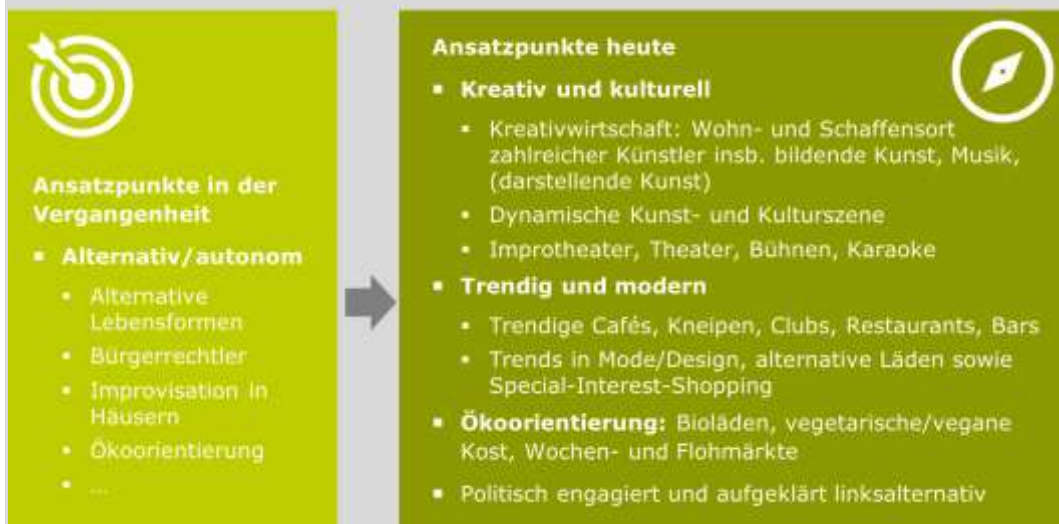 Ansatzpunkte in der
Vergangenheit
▪ Alternativ/autonom
▪ Alternative
Lebensformen
▪ Bürgerrechtler
▪ Improvisation in
Häusern
▪ Ökoorientierung
▪ ...
Ansatzpunkte heute
▪ Kreativ und kulturell
▪ Kreativwirtschaft: Wohn- und Schaffensort
zahlreicher Künstler insb. bildende Kunst, Musik,
(darstellende Kunst)
▪ Dynamische Kunst- und Kulturszene
▪ Improtheater, Theater, Bühnen, Karaoke
▪ Trendig und modern
▪ Trendige Cafés, Kneipen, Clubs, Restaurants, Bars
▪ Trends in Mode/Design, alternative Läden sowie
Special-Interest-Shopping
▪ Ökoorientierung: Bioläden, vegetarische/vegane
Kost, Wochen- und Flohmärkte
▪ Politisch engagiert und aufgeklärt linksalternativ